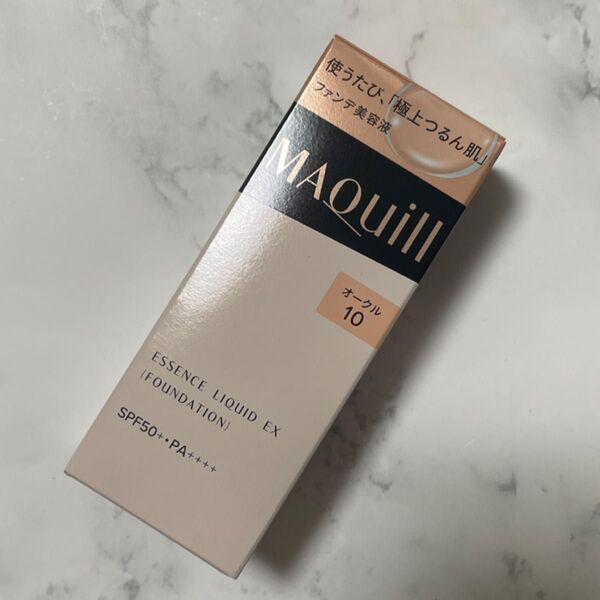 使うたび、「極上つるん肌」
ファンデ美容液
MAQuill
オークル
10
ESSENCE LIQUID EX
(FOUNDATION)
SPF50+・PA++++